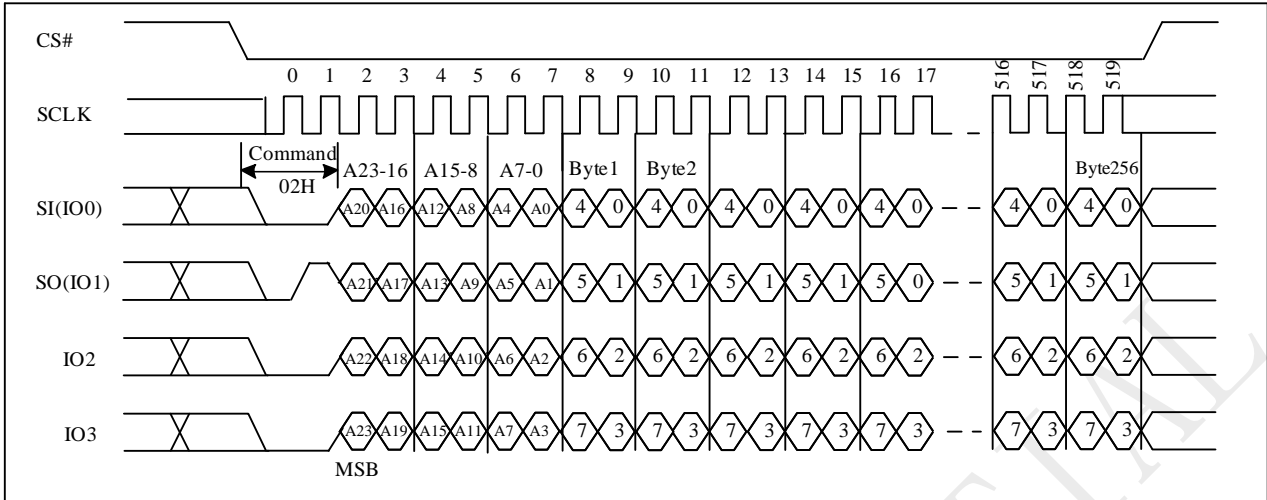 CS#
0 1 2 3 4 5 6 7 8 9 10 11 12 13 14 15 16 17 516 517 518 519
SCLK
Command
02H
A23-16 A15-8 A7-0 Byte1 Byte2 Byte256
SI(IO0) A20 A16 A12 A8 A4 A0 4 0 4 0 4 0 4 0 4 0 4 0 4 0
SO(IO1) A21 A17 A13 A9 A5 A1 5 1 5 1 5 1 5 1 5 0 5 1 5 1
IO2 A22 A18 A14 A10 A6 A2 6 2 6 2 6 2 6 2 6 2 6 2 6 2
IO3 A23 A19 A15 A11 A7 A3 7 3 7 3 7 3 7 3 7 3 7 3 7 3
MSB